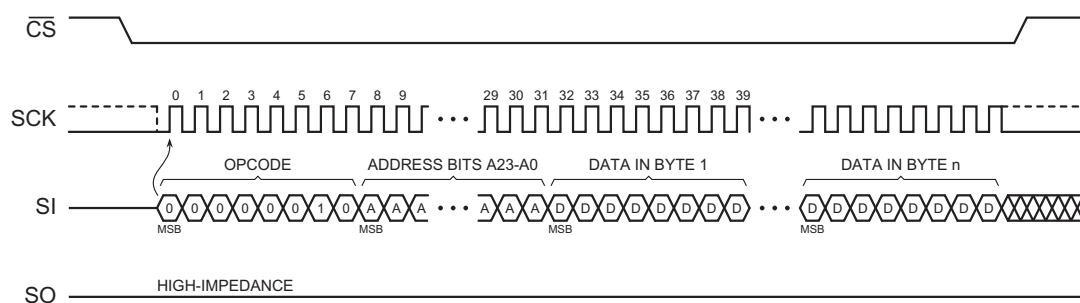 CS
SCK
0 1 2 3 4 5 6 7 8 9 ••• 29 30 31 32 33 34 35 36 37 38 39 •••
OPCODE ADDRESS BITS A23-A0 DATA IN BYTE 1 DATA IN BYTE n
SI 0 0 0 0 0 0 1 0 A A A ••• A A A D D D D D D D D ••• D D D D D D D D
MSB MSB MSB MSB
SO HIGH-IMPEDANCE